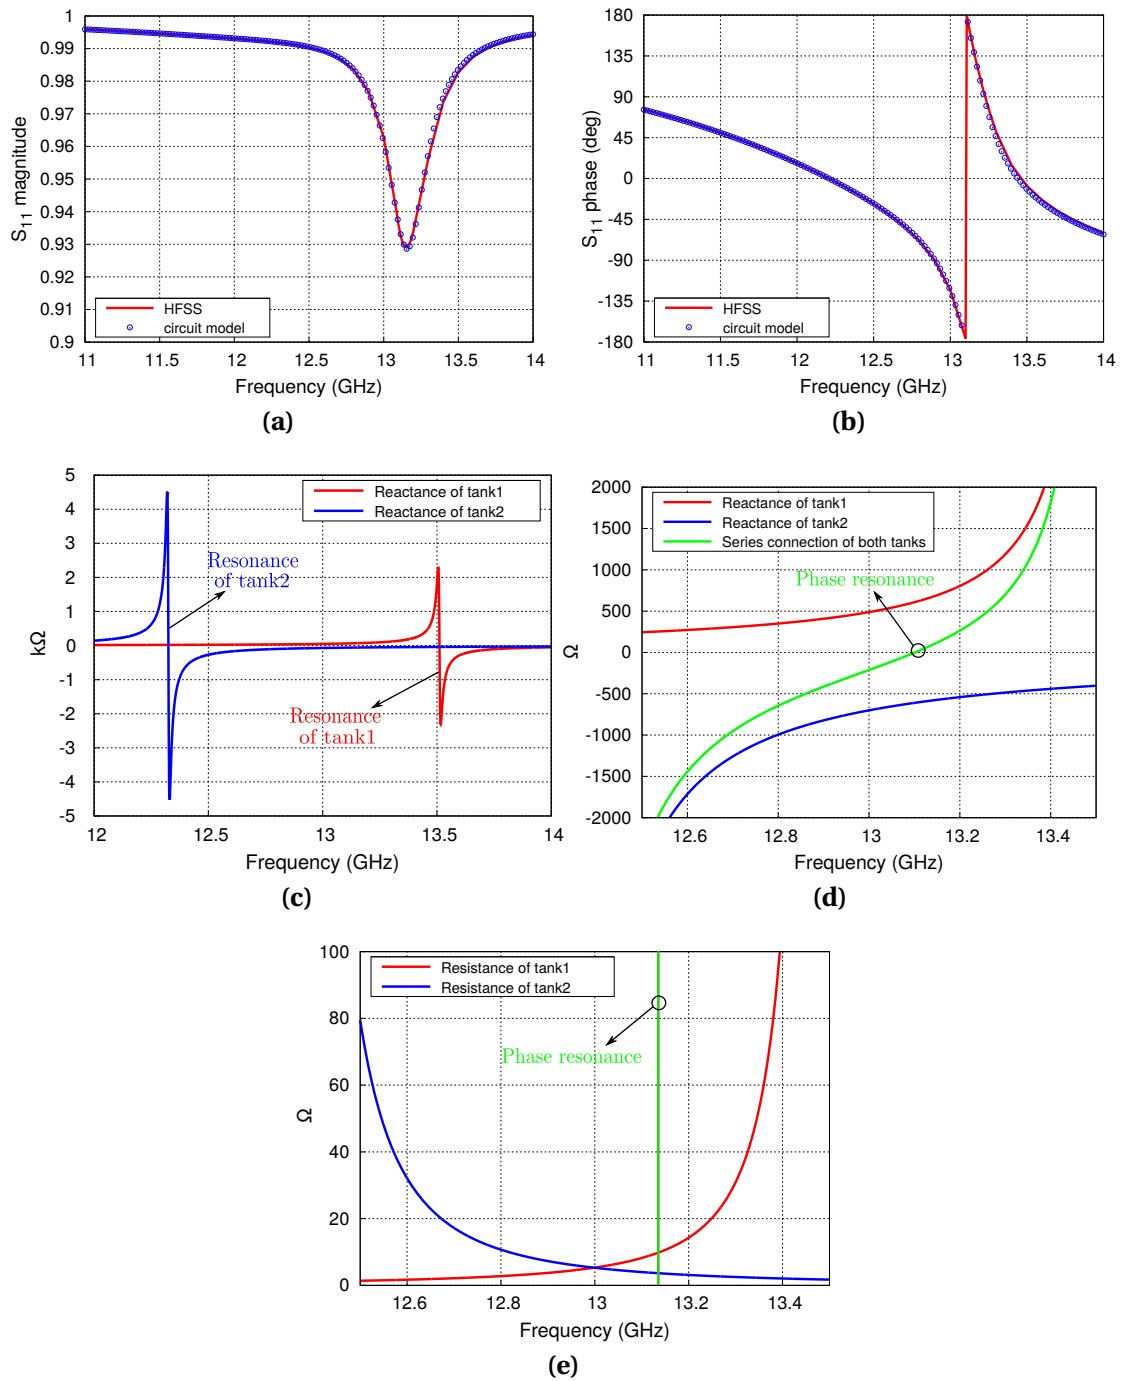 1
0.99
0.98
0.97
0.96
0.95
0.94
0.93
0.92
0.91
0.9
S11 magnitude
HFSS
circuit model
11 11.5 12 12.5 13 13.5 14
Frequency (GHz)
(a)
180
135
90
45
0
-45
-90
-135
-180
S11 phase (deg)
HFSS
circuit model
11 11.5 12 12.5 13 13.5 14
Frequency (GHz)
(b)
5
4
3
2
1
0
-1
-2
-3
-4
-5
kΩ
Reactance of tank1
Reactance of tank2
Resonance
of tank2
Resonance
of tank1
12 12.5 13 13.5 14
Frequency (GHz)
(c)
2000
1500
1000
500
0
-500
-1000
-1500
-2000
Ω
Reactance of tank1
Reactance of tank2
Series connection of both tanks
Phase resonance
12.6 12.8 13 13.2 13.4
Frequency (GHz)
(d)
100
80
60
40
20
0
Ω
Resistance of tank1
Resistance of tank2
Phase resonance
12.6 12.8 13 13.2 13.4
Frequency (GHz)
(e)